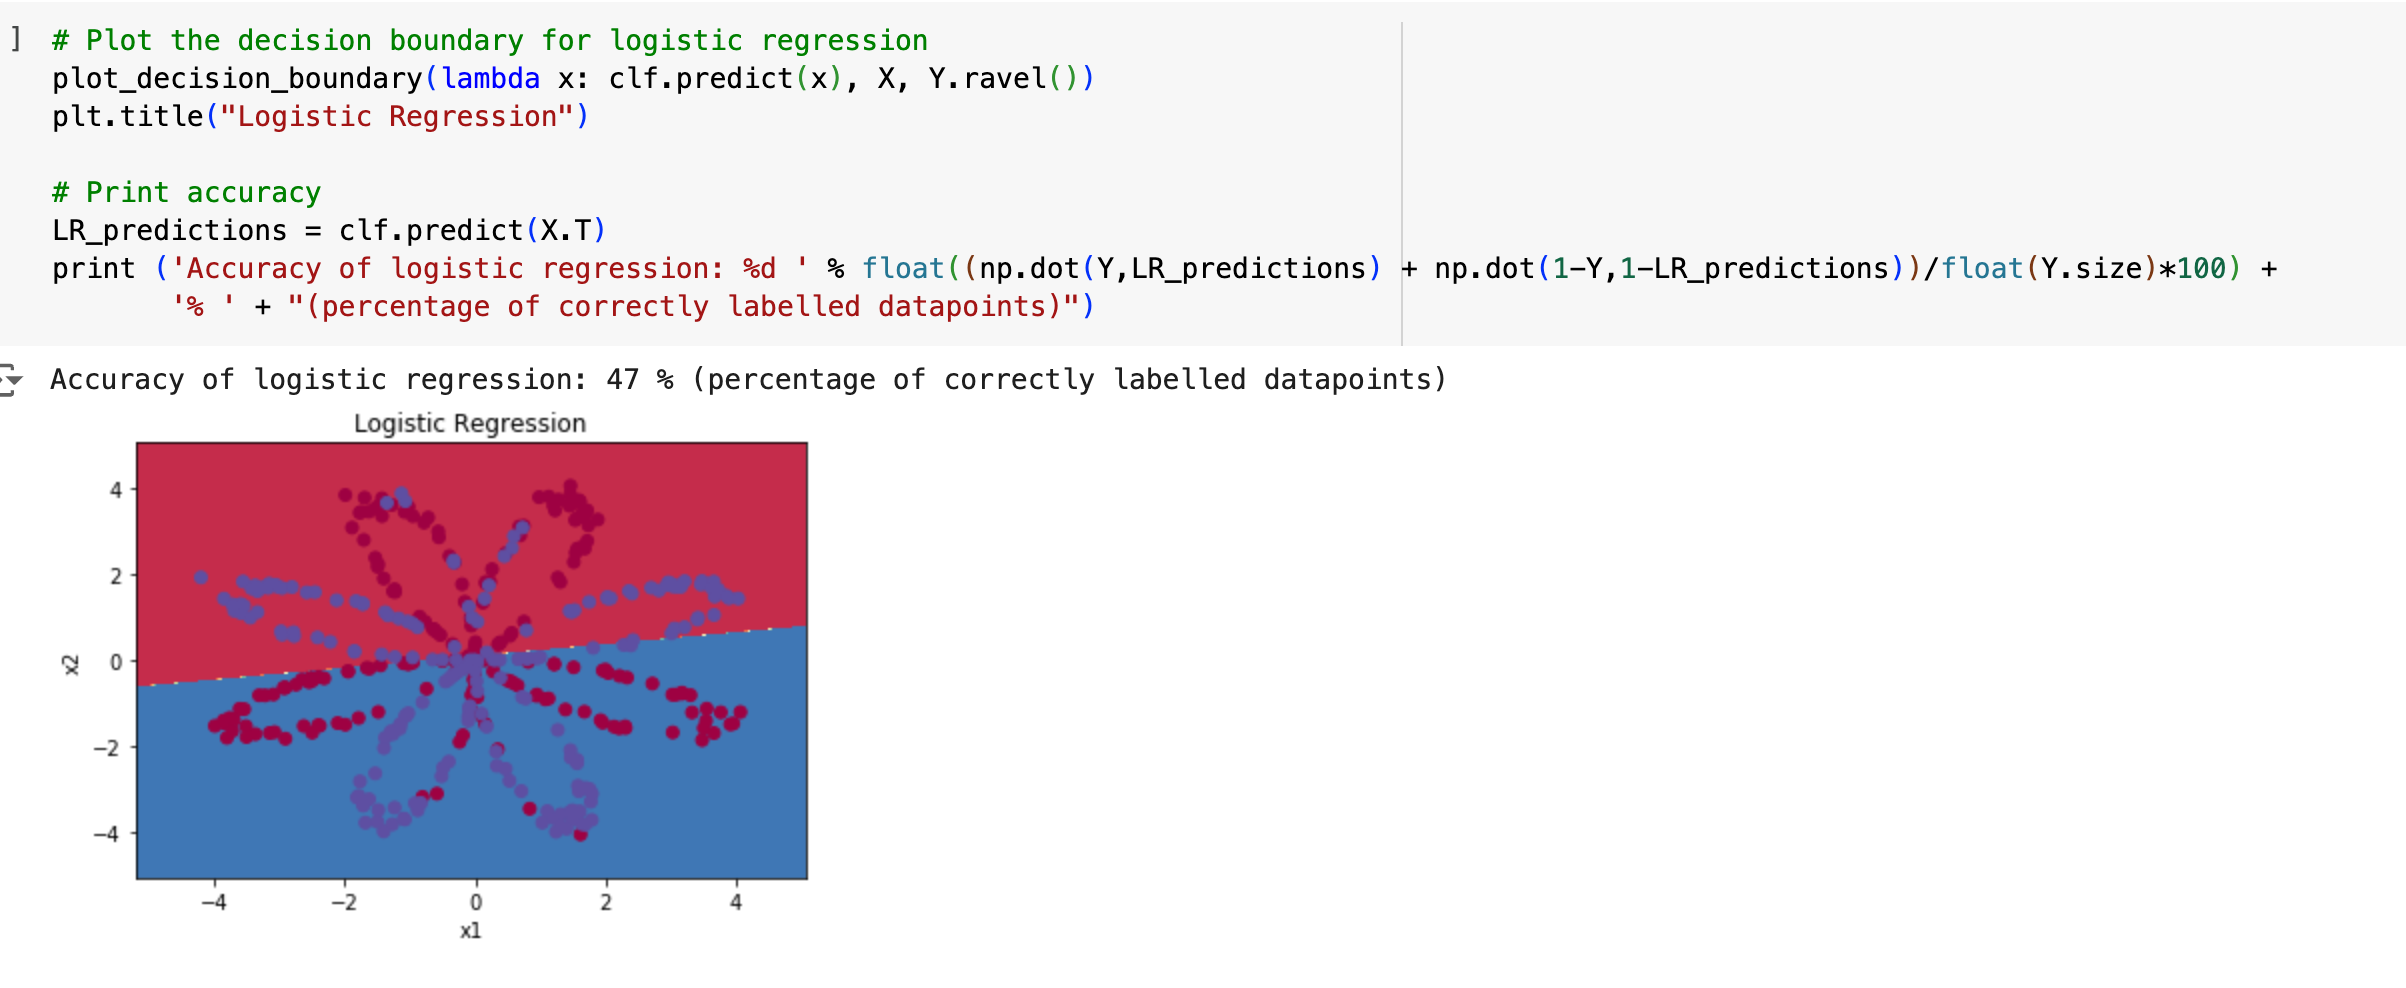 ] # Plot the decision boundary for logistic regression
plot_decision_boundary(lambda x: clf.predict(x), X, Y.ravel())
plt.title("Logistic Regression")
# Print accuracy
LR_predictions = clf.predict(X.T)
print ('Accuracy of logistic regression: %d ' % float((np.dot(Y,LR_predictions) + np.dot(1-Y,1-LR_predictions))/float(Y.size)*100) +
'% ' + "(percentage of correctly labelled datapoints)")
Accuracy of logistic regression: 47 % (percentage of correctly labelled datapoints)
Logistic Regression
4
2
0
−2
−4
x2
−4 −2 0 2 4
x1